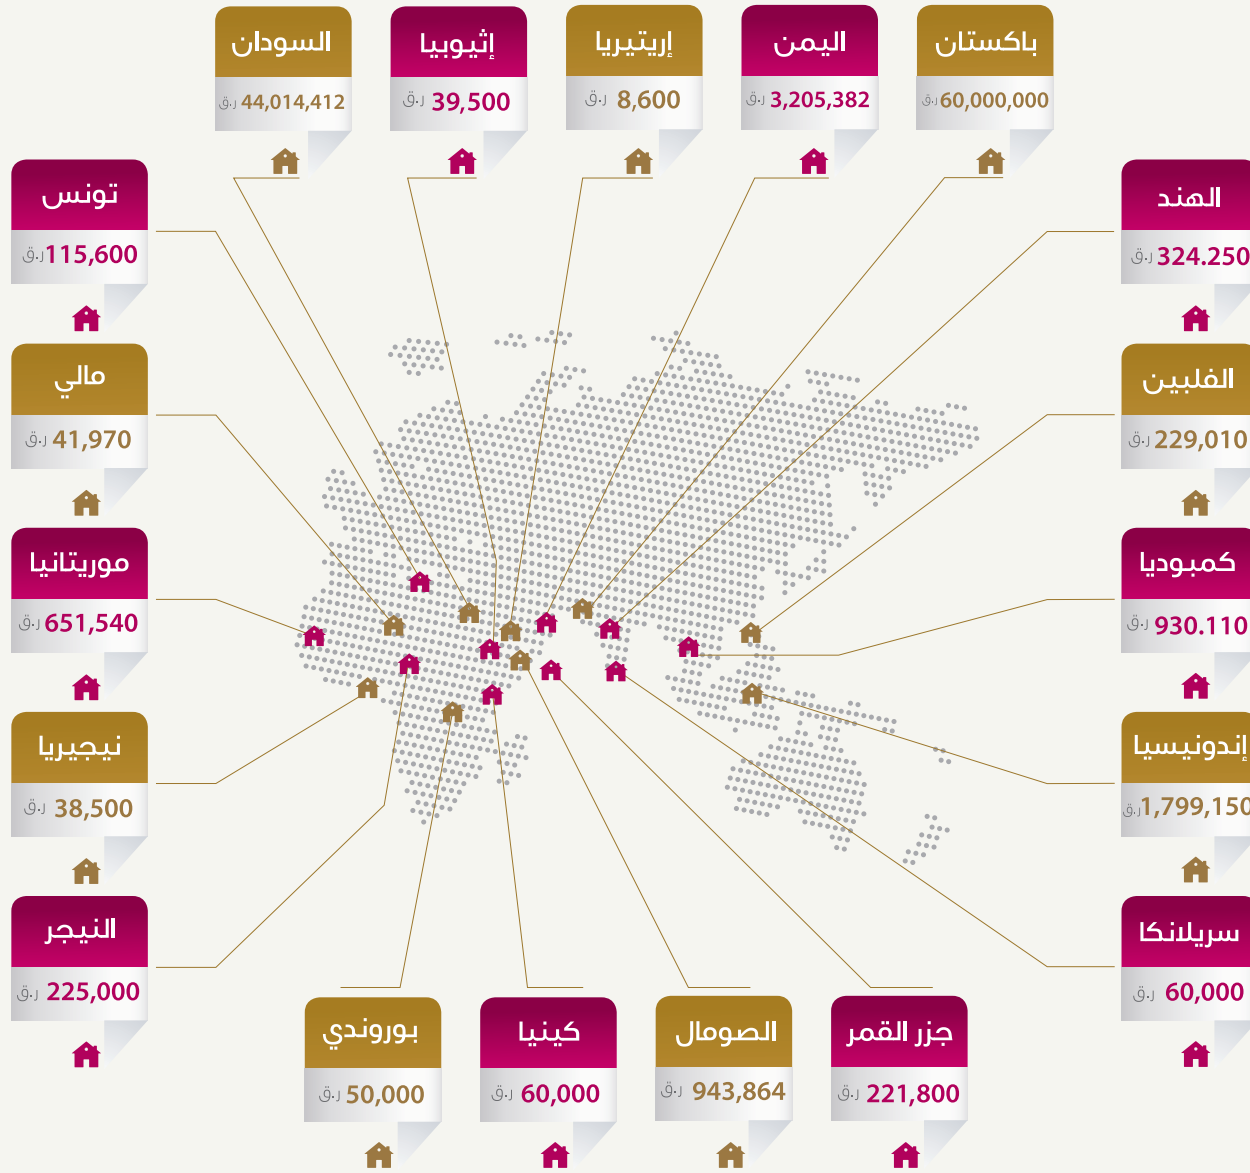 السودان
44,014,412 ر.ق
إثيوبيا
39,500 ر.ق
إريتيريا
8,600 ر.ق
اليمن
3,205,382 ر.ق
باكستان
60,000,000 ر.ق
تونس
115,600 ر.ق
مالي
41,970 ر.ق
موريتانيا
651,540 ر.ق
نيجيريا
38,500 ر.ق
النيجر
225,000 ر.ق
الهند
324.250 ر.ق
الفلبين
229,010 ر.ق
كمبوديا
930.110 ر.ق
إندونيسيا
1,799,150 ر.ق
سريلانكا
60,000 ر.ق
بوروندي
50,000 ر.ق
كينيا
60,000 ر.ق
الصومال
943,864 ر.ق
جزر القمر
221,800 ر.ق